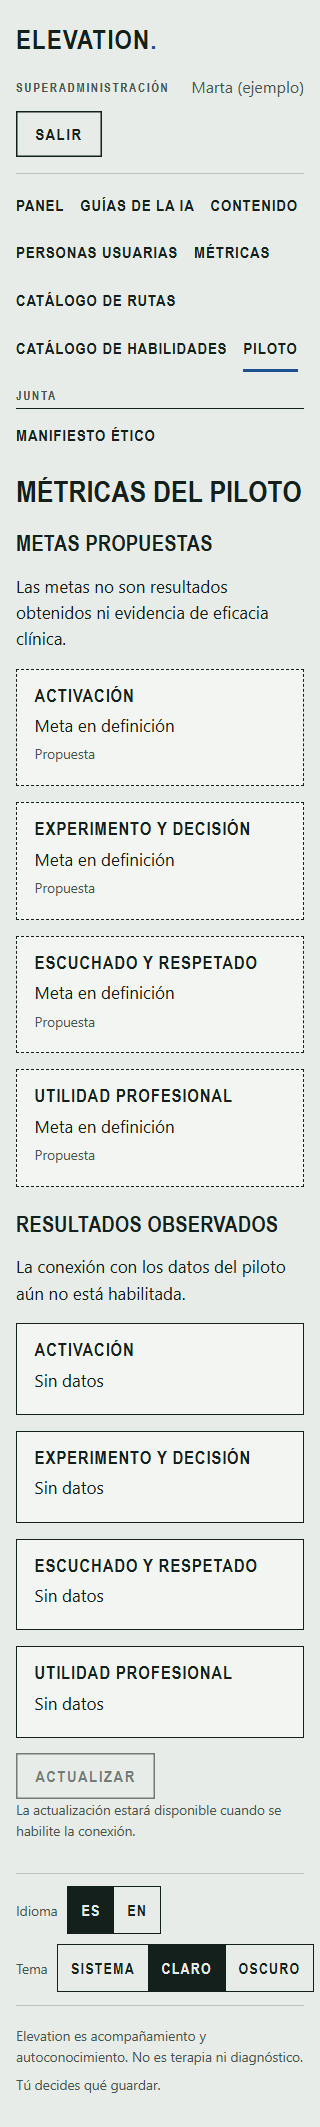 ELEVATION.
SUPERADMINISTRACIÓN Marta (ejemplo)
SALIR
PANEL GUÍAS DE LA IA CONTENIDO
PERSONAS USUARIAS MÉTRICAS
CATÁLOGO DE RUTAS
CATÁLOGO DE HABILIDADES PILOTO
JUNTA
MANIFIESTO ÉTICO
MÉTRICAS DEL PILOTO
METAS PROPUESTAS
Las metas no son resultados
obtenidos ni evidencia de eficacia
clínica.
ACTIVACIÓN
Meta en definición
Propuesta
EXPERIMENTO Y DECISIÓN
Meta en definición
Propuesta
ESCUCHADO Y RESPETADO
Meta en definición
Propuesta
UTILIDAD PROFESIONAL
Meta en definición
Propuesta
RESULTADOS OBSERVADOS
La conexión con los datos del piloto
aún no está habilitada.
ACTIVACIÓN
Sin datos
EXPERIMENTO Y DECISIÓN
Sin datos
ESCUCHADO Y RESPETADO
Sin datos
UTILIDAD PROFESIONAL
Sin datos
ACTUALIZAR
La actualización estará disponible cuando se
habilite la conexión.
Idioma ES EN
Tema SISTEMA CLARO OSCURO
Elevation es acompañamiento y
autoconocimiento. No es terapia ni diagnóstico.
Tú decides qué guardar.